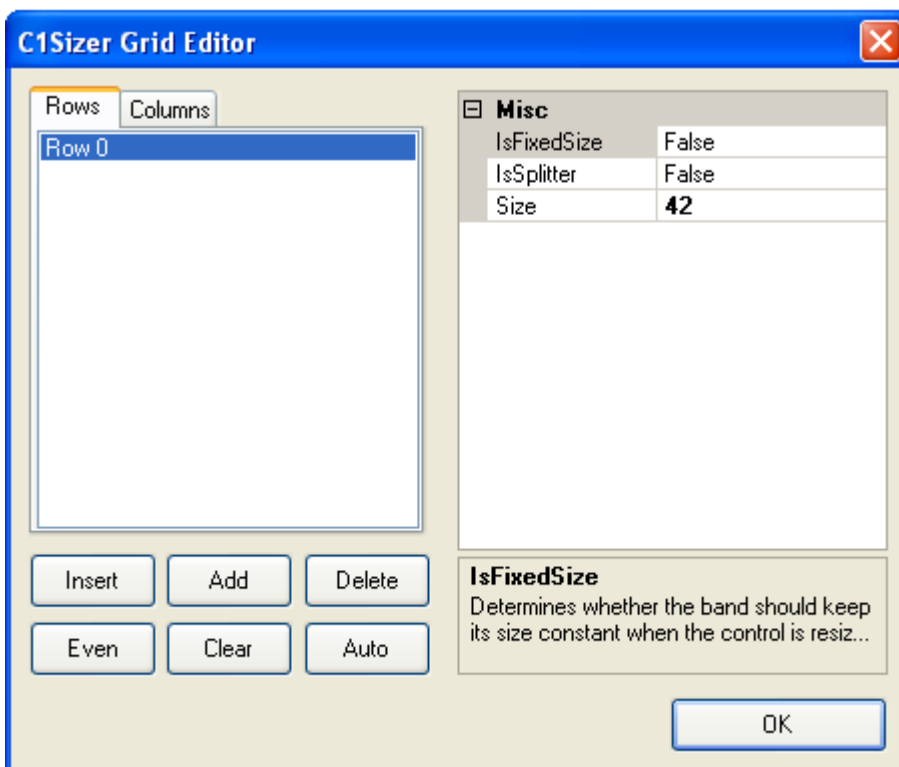 C1Sizer Grid Editor
Rows Columns
Row 0
Misc
IsFixedSize False
IsSplitter False
Size 42
Insert Add Delete
Even Clear Auto
IsFixedSize
Determines whether the band should keep
its size constant when the control is resiz...
OK